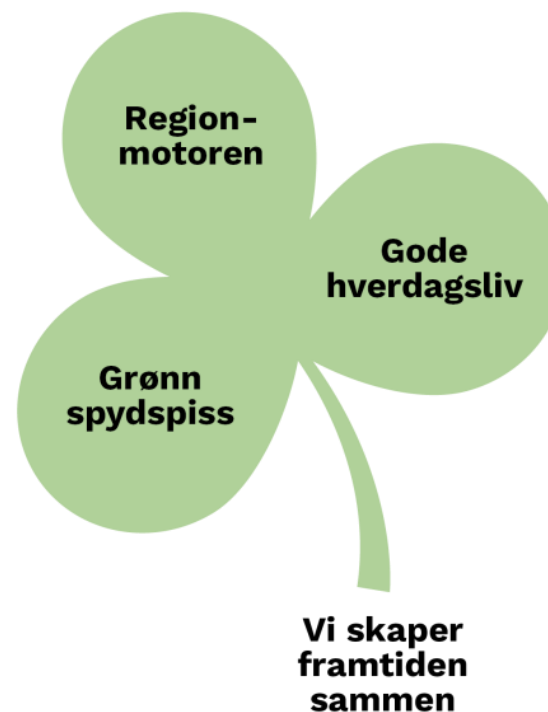 Region-
motoren
Gode
hverdagsliv
Grønn
spydspiss
Vi skaper
framtiden
sammen